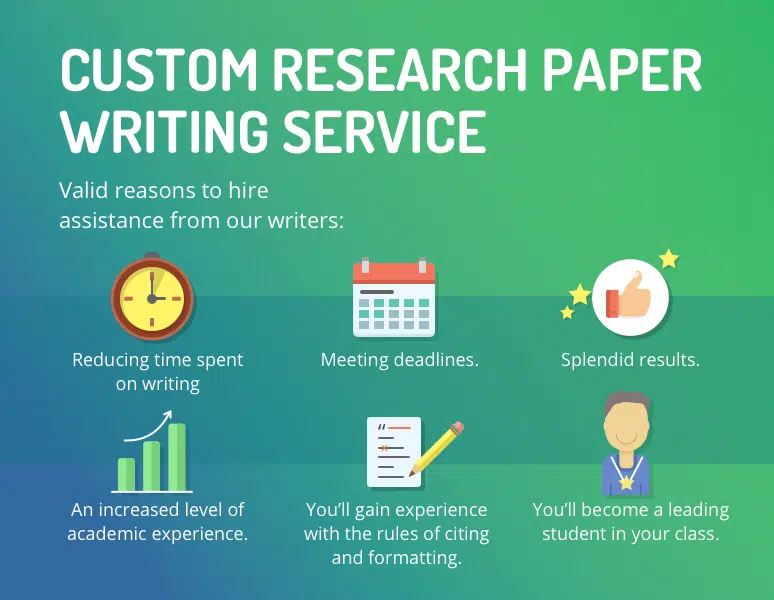 CUSTOM RESEARCH PAPER
WRITING SERVICE
Valid reasons to hire
assistance from our writers:
Reducing time spent
on writing
Meeting deadlines.
Splendid results.
An increased level of
academic experience.
You’ll gain experience
with the rules of citing
and formatting.
You’ll become a leading
student in your class.